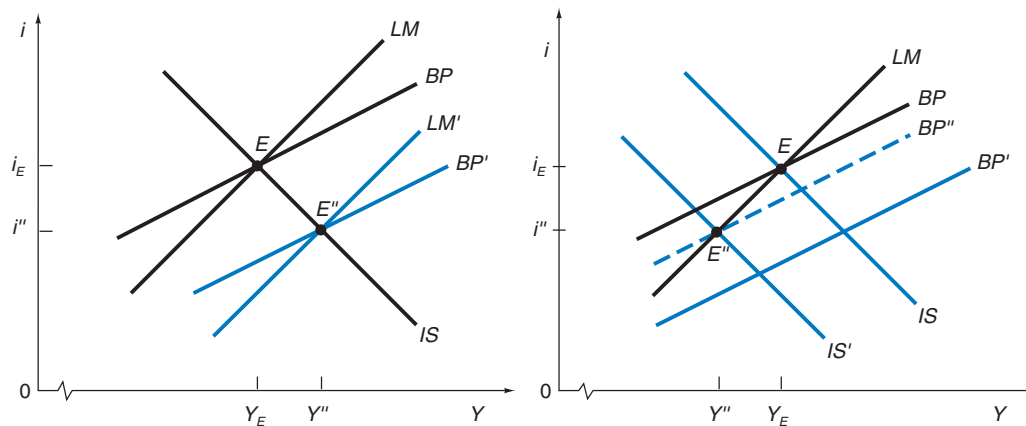 i
LM
BP
LM'
E
BP'
i_E
E"
i"
IS
0
Y_E
Y"
Y
i
LM
BP
BP"
E
BP'
i_E
i"
E"
IS
IS'
0
Y"
Y_E
Y